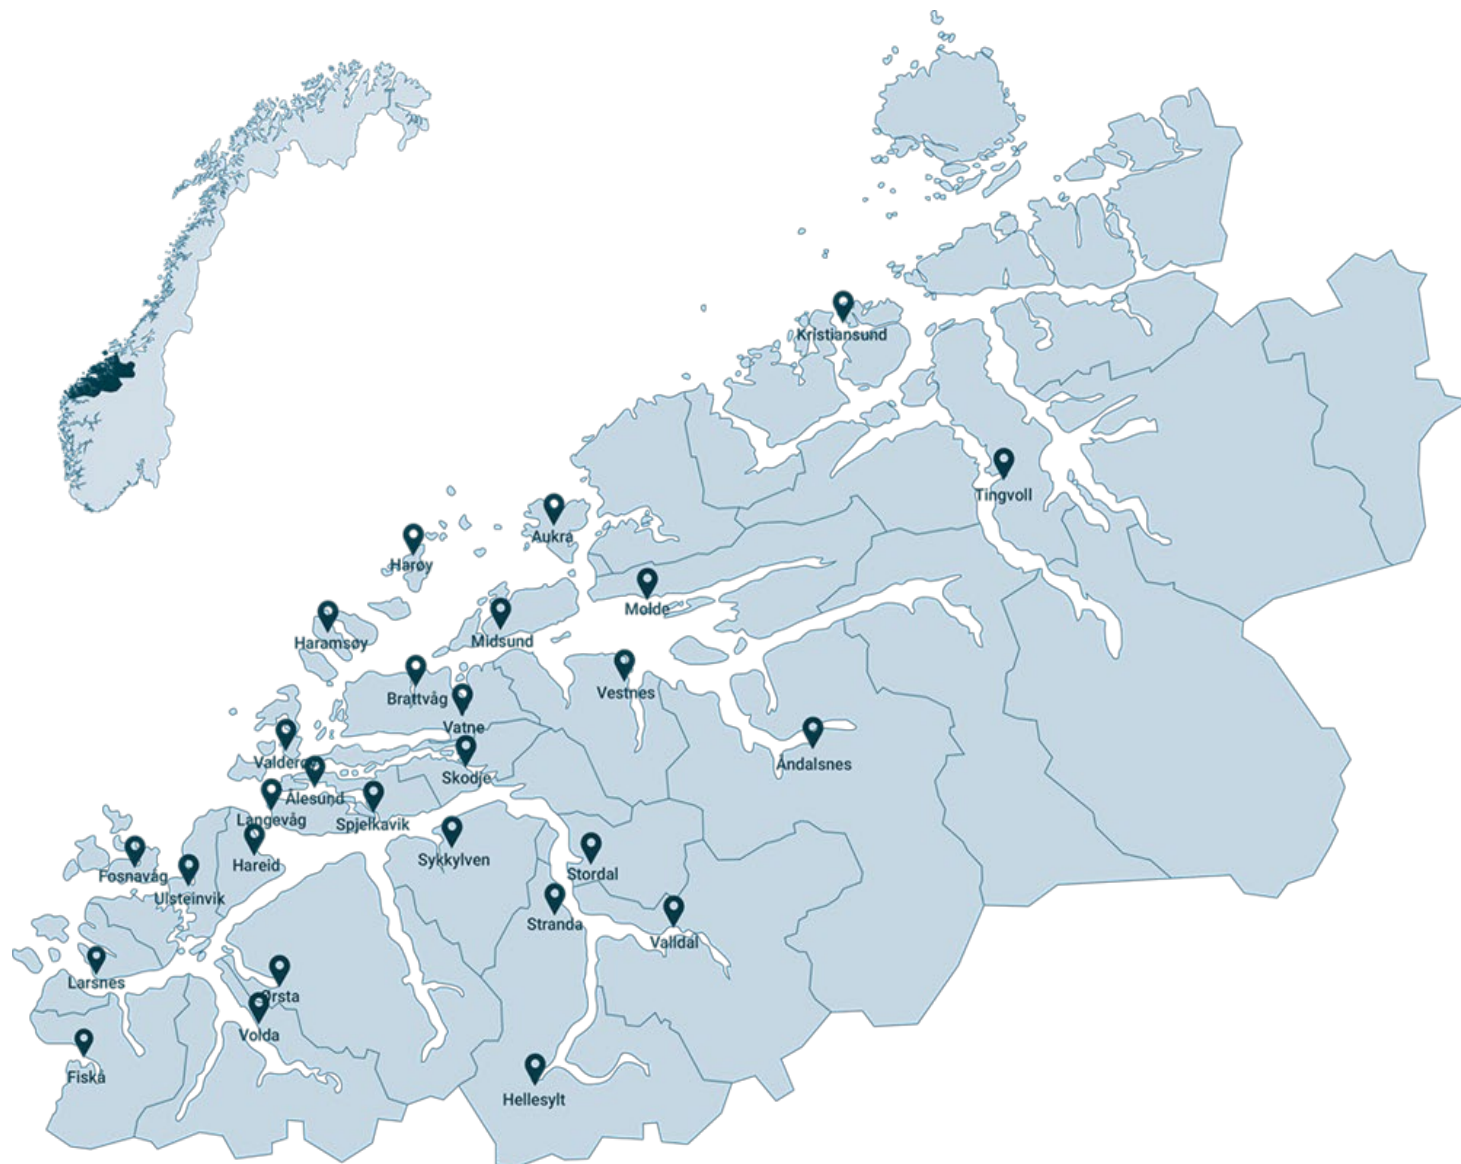 Kristiansund
Tingvoll
Aukra
Harøy
Molde
Haramsøy
Midsund
Brattvåg
Vestnes
Vatne
Valderøy
Skodje
Åndalsnes
Ålesund
Langevåg
Spjelkavik
Hareid
Sykkylven
Fosnavåg
Stordal
Ulsteinvik
Stranda
Valldal
Larsnes
Ørsta
Volda
Fiskå
Hellesylt